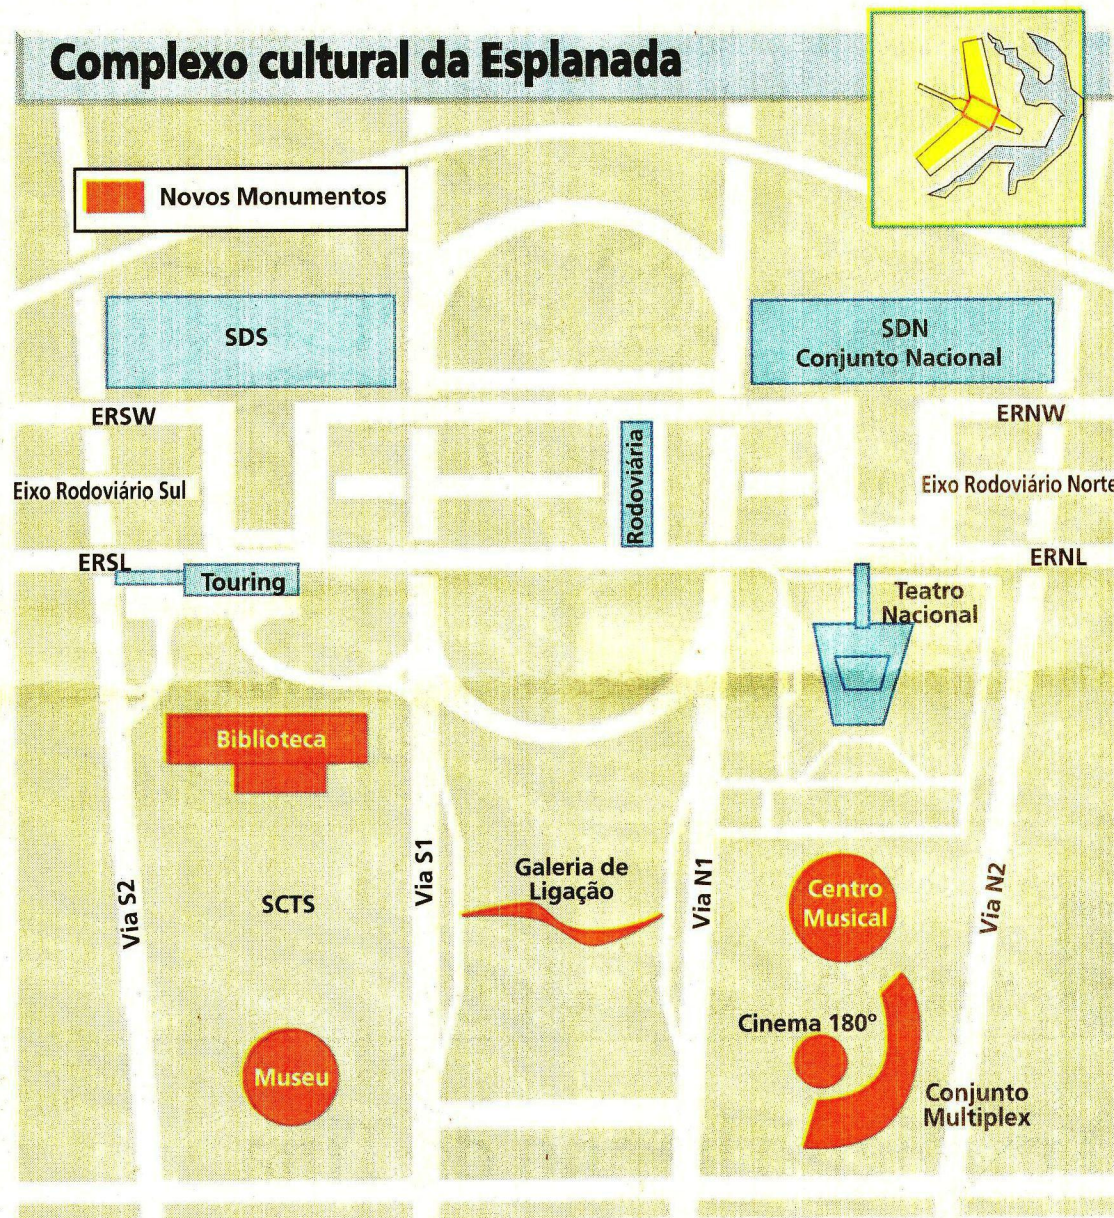 Complexo cultural da Esplanada
Novos Monumentos
SDS
SDN
Conjunto Nacional
ERSW
ERNW
Rodoviária
Eixo Rodoviário Sul
Eixo Rodoviário Norte
ERSL
ERNL
Touring
Teatro
Nacional
Biblioteca
Via S2
SCTS
Via S1
Galeria de
Ligação
Via N1
Centro
Musical
Via N2
Cinema 180°
Museu
Conjunto
Multiplex